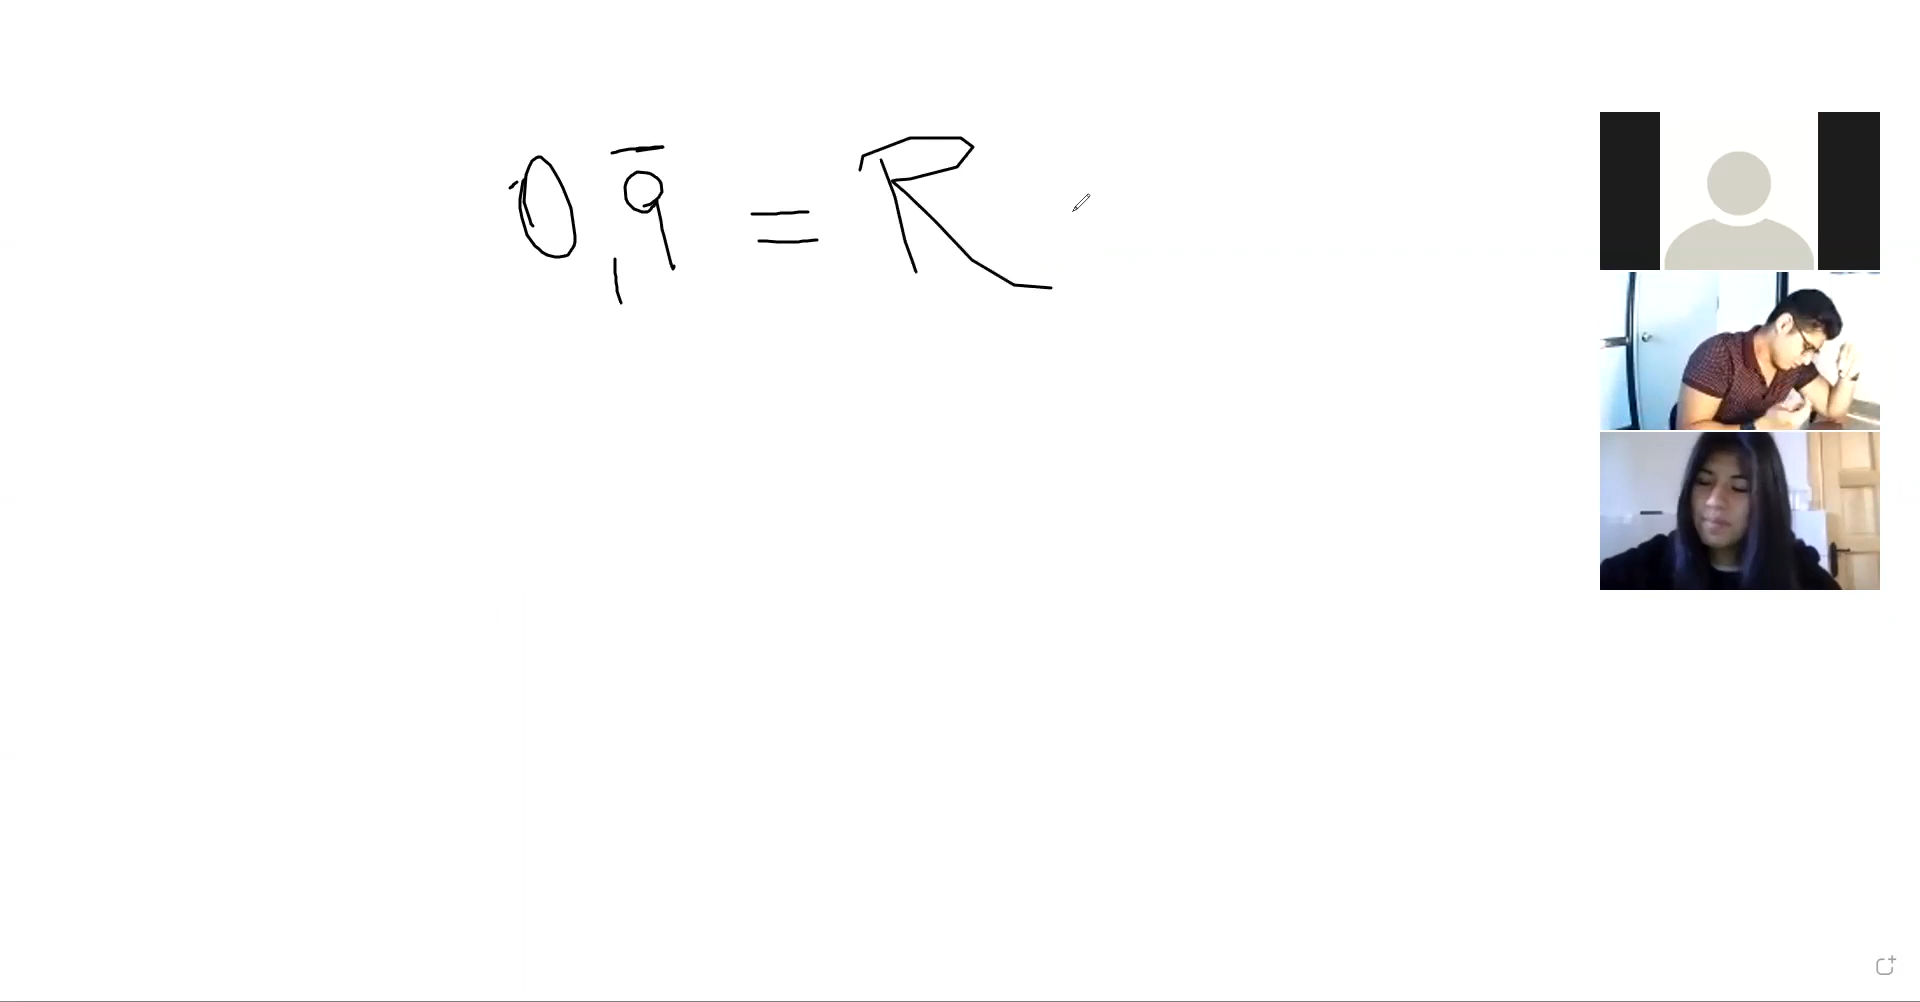 0,9̅ = R